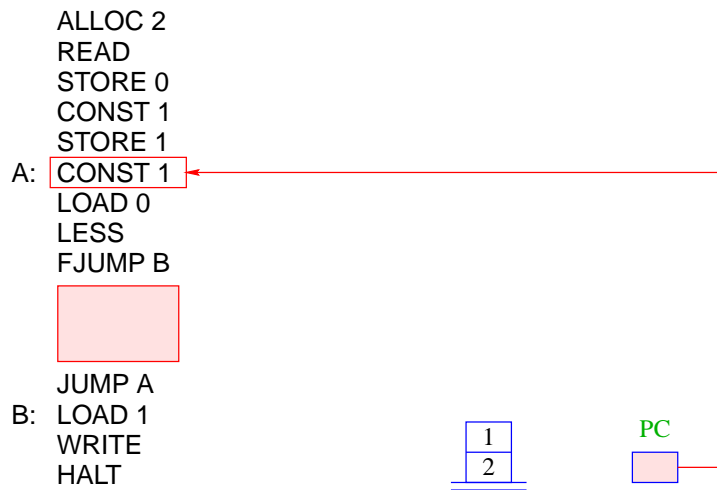 ALLOC 2
READ
STORE 0
CONST 1
STORE 1
A: CONST 1
LOAD 0
LESS
FJUMP B
JUMP A
B: LOAD 1
WRITE
HALT
1
2
PC